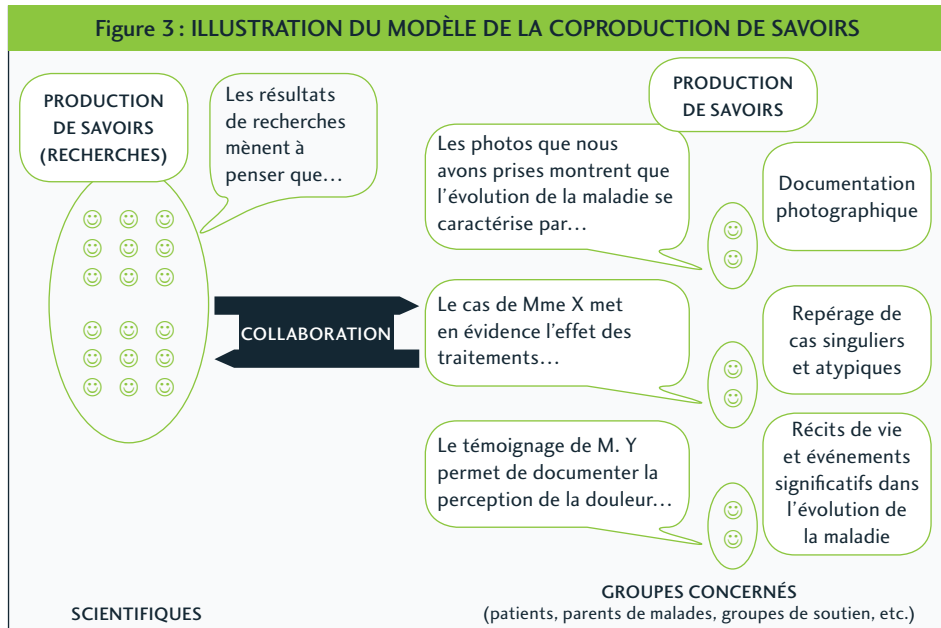 Figure 3 : ILLUSTRATION DU MODÈLE DE LA COPRODUCTION DE SAVOIRS
PRODUCTION
DE SAVOIRS
(RECHERCHES)
Les résultats
de recherches
mènent à
penser que…
PRODUCTION
DE SAVOIRS
Les photos que nous
avons prises montrent que
l’évolution de la maladie se
caractérise par…
Documentation
photographique
COLLABORATION
Le cas de Mme X met
en évidence l’effet des
traitements…
Repérage de
cas singuliers
et atypiques
Le témoignage de M. Y
permet de documenter la
perception de la douleur…
Récits de vie
et événements
significatifs dans
l’évolution de
la maladie
SCIENTIFIQUES
GROUPES CONCERNÉS
(patients, parents de malades, groupes de soutien, etc.)